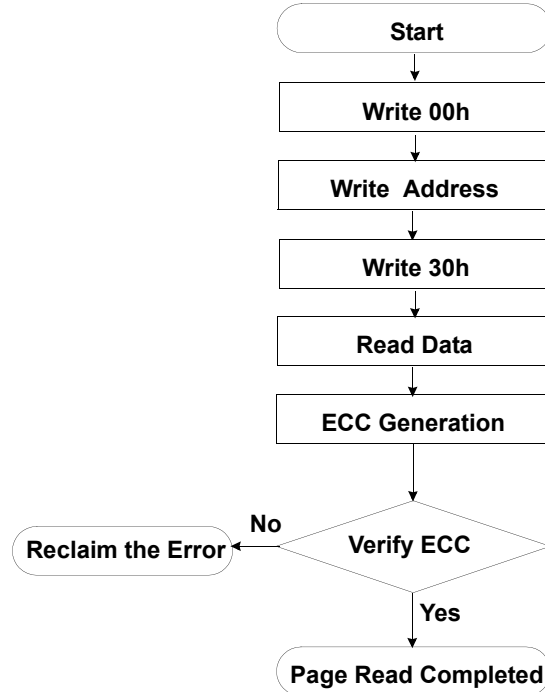 Start
Write 00h
Write Address
Write 30h
Read Data
ECC Generation
Verify ECC
No
Reclaim the Error
Yes
Page Read Completed